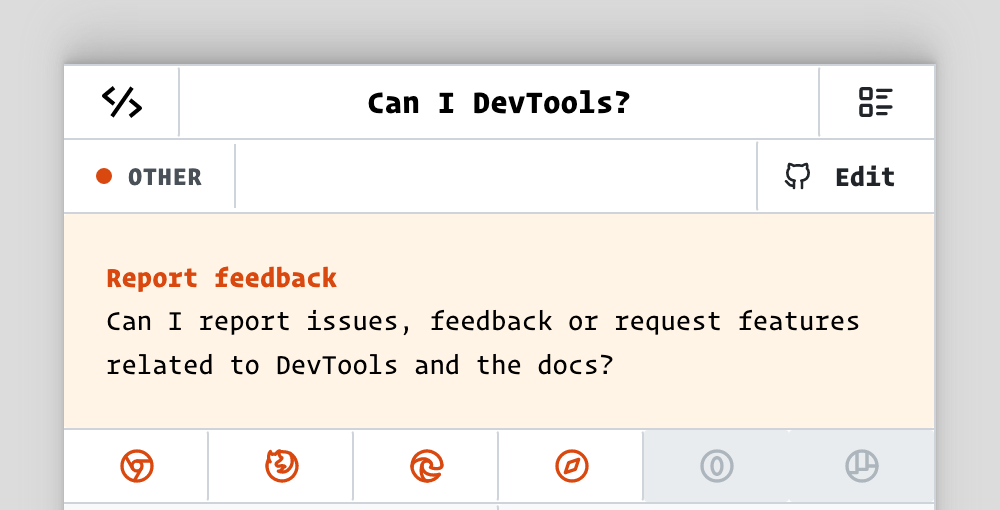 Can I DevTools?
OTHER
Edit
Report feedback
Can I report issues, feedback or request features
related to DevTools and the docs?